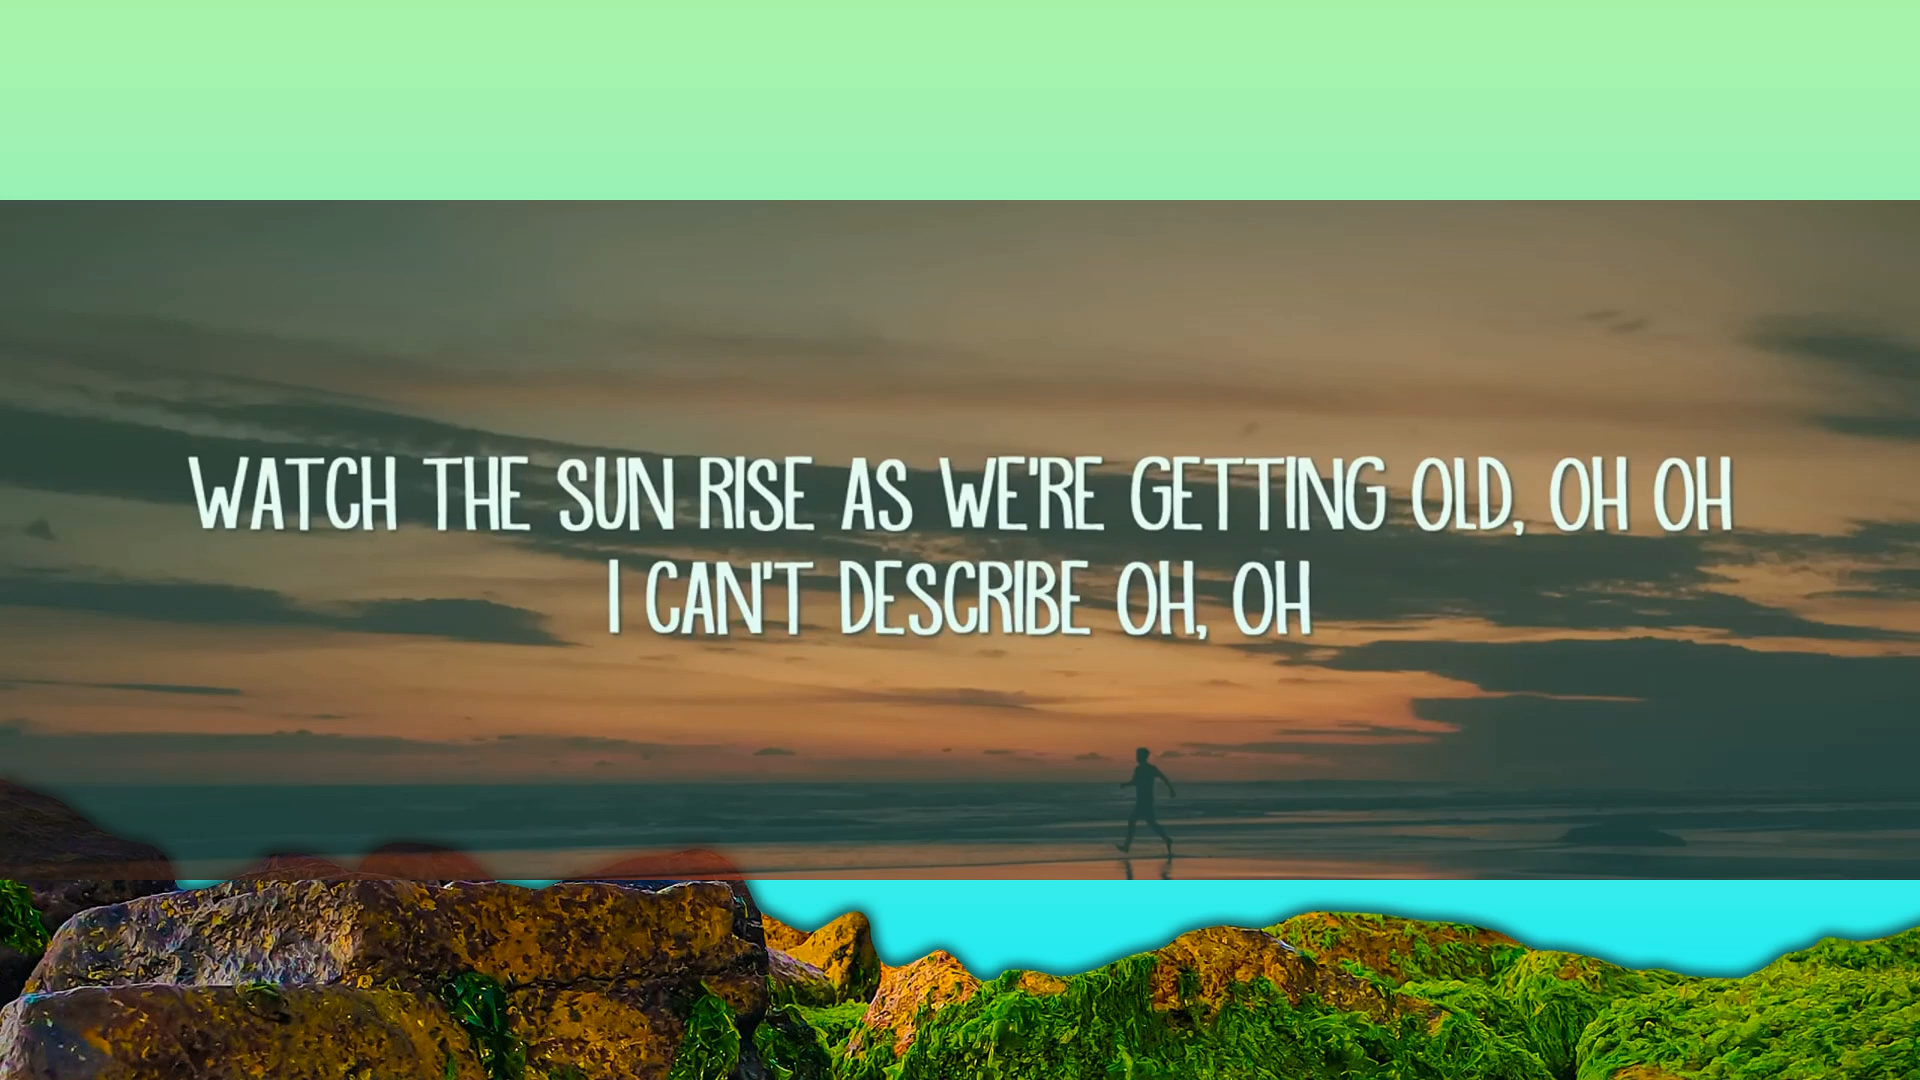 WATCH THE SUN RISE AS WE'RE GETTING OLD, OH OH
I CAN'T DESCRIBE OH, OH